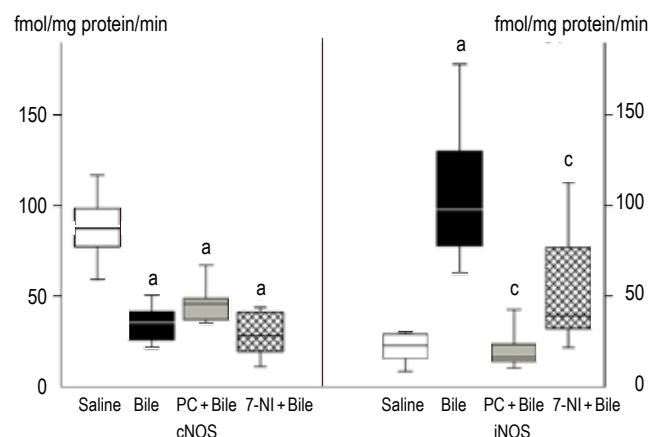 fmol/mg protein/min
fmol/mg protein/min
150
100
50
0
a
a
a
a
c
c
150
100
50
0
Saline Bile PC + Bile 7-NI + Bile
cNOS
Saline Bile PC + Bile 7-NI + Bile
iNOS